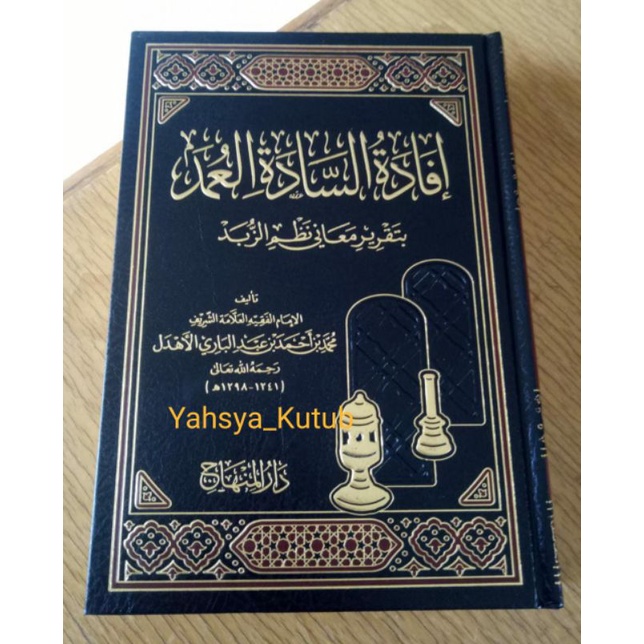 إفادة السادة العمد
بتقرير معاني نظم الزبد
تأليف
الإمام الفقيه العلامة الشريف
محمد بن أحمد بن عبد الباري الأهدل
رحمه الله تعالى
(١٢٤١-١٢٩٨هـ)
Yahsya_Kutub
دار المنهاج